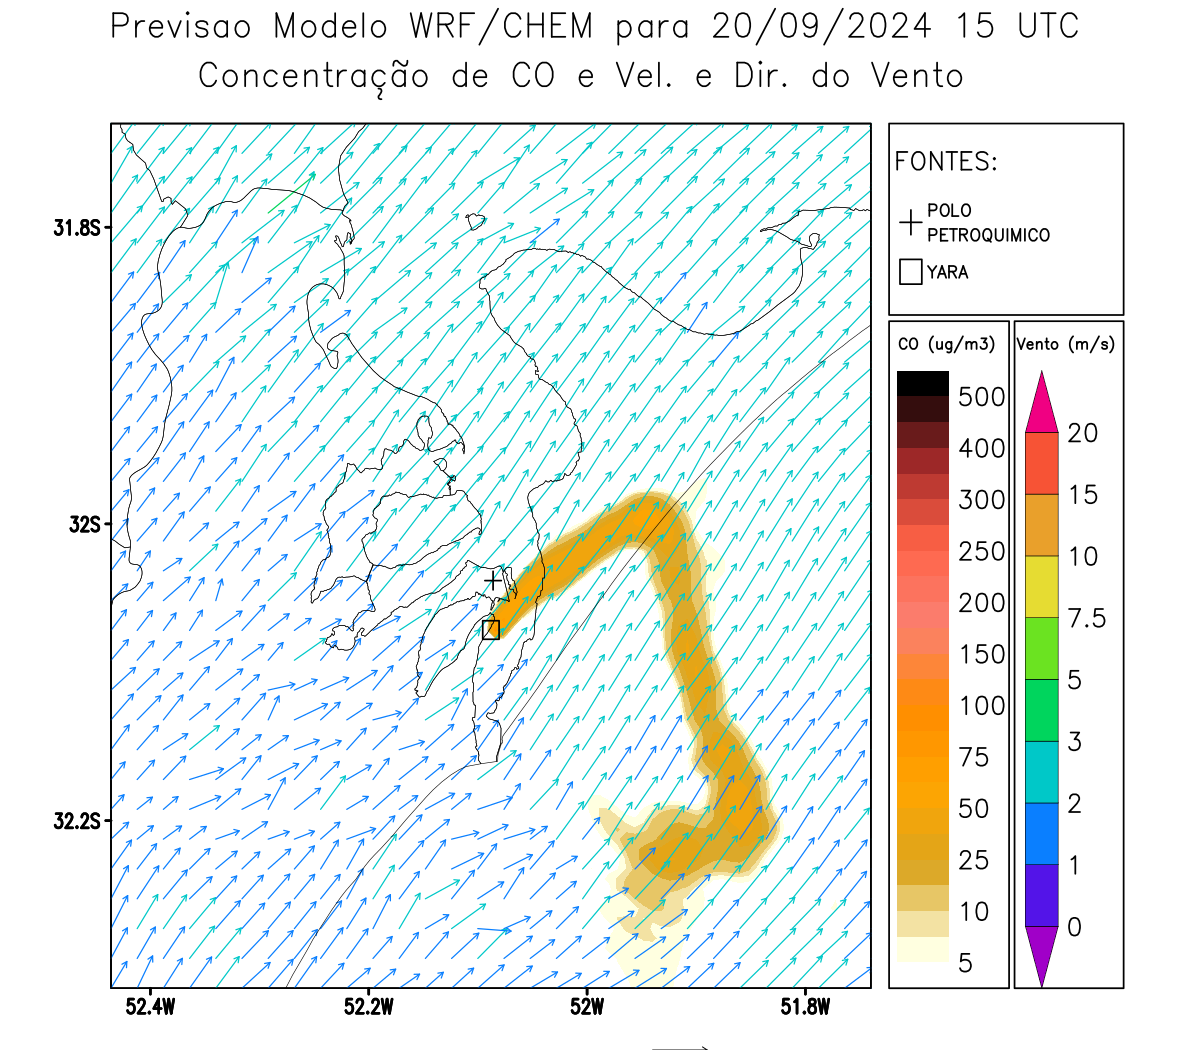 Previsao Modelo WRF/CHEM para 20/09/2024 15 UTC
Concentração de CO e Vel. e Dir. do Vento
FONTES:
POLO
PETROQUIMICO
YARA
CO (ug/m3)
500
400
300
250
200
150
100
75
50
25
10
5
Vento (m/s)
20
15
10
7.5
5
3
2
1
0
31.8S
32S
32.2S
52.4W
52.2W
52W
51.8W